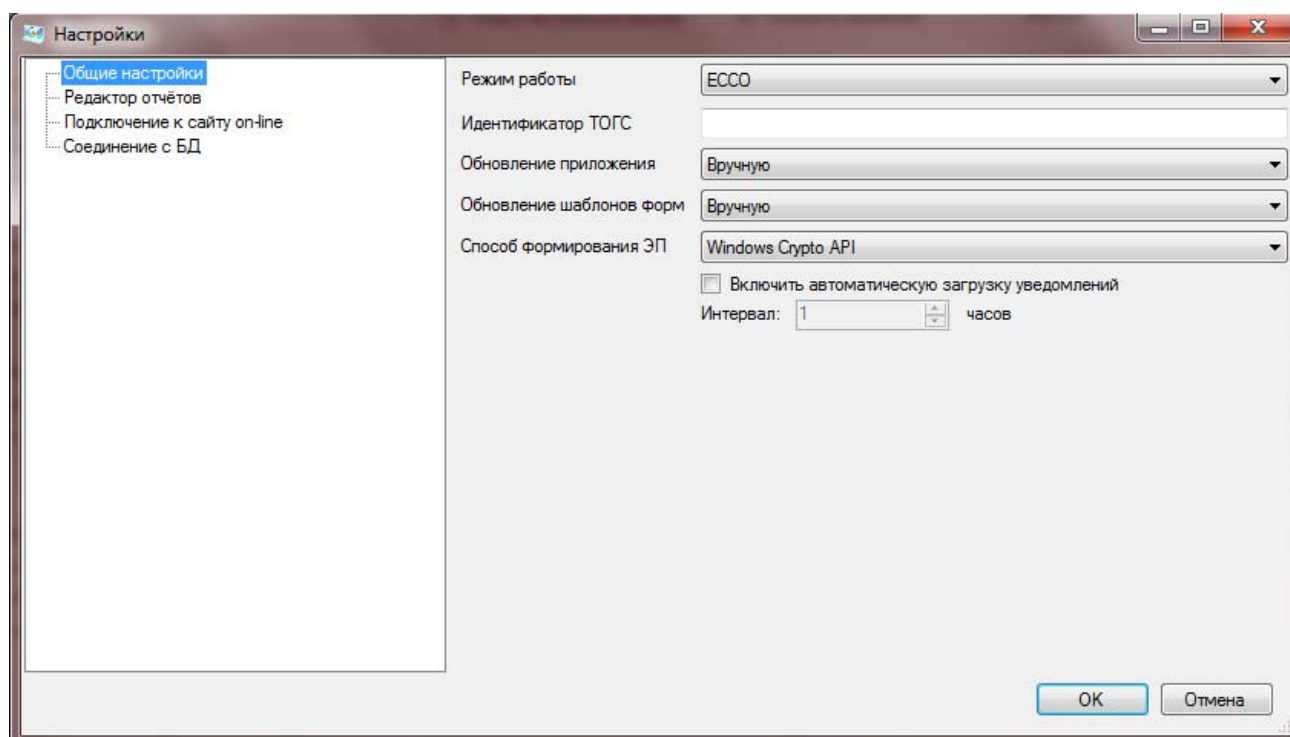 Настройки
Общие настройки
Редактор отчётов
Подключение к сайту on-line
Соединение с БД
Режим работы ЕССО
Идентификатор ТОГС
Обновление приложения Вручную
Обновление шаблонов форм Вручную
Способ формирования ЭП Windows Crypto API
Включить автоматическую загрузку уведомлений
Интервал: 1 часов
OK Отмена